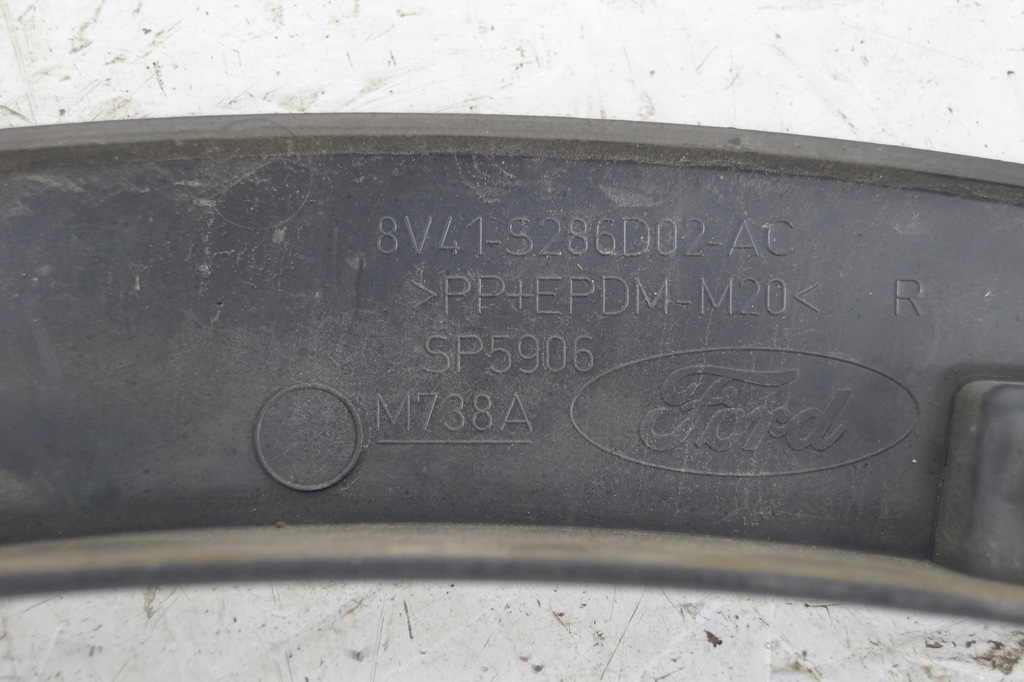 8V41-S286D02-AC
>PP+EPDM-M20< R
SP5906
M738A
Ford